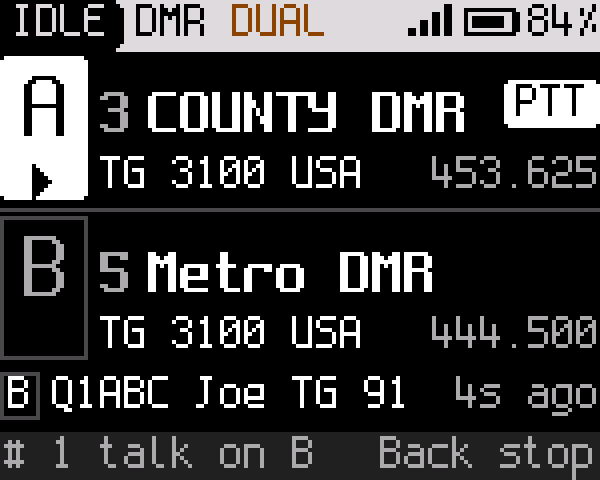 IDLE DMR DUAL 84%
A 3 COUNTY DMR PTT
TG 3100 USA 453.625
B 5 Metro DMR
TG 3100 USA 444.500
B Q1ABC Joe TG 91 4s ago
# 1 talk on B Back stop